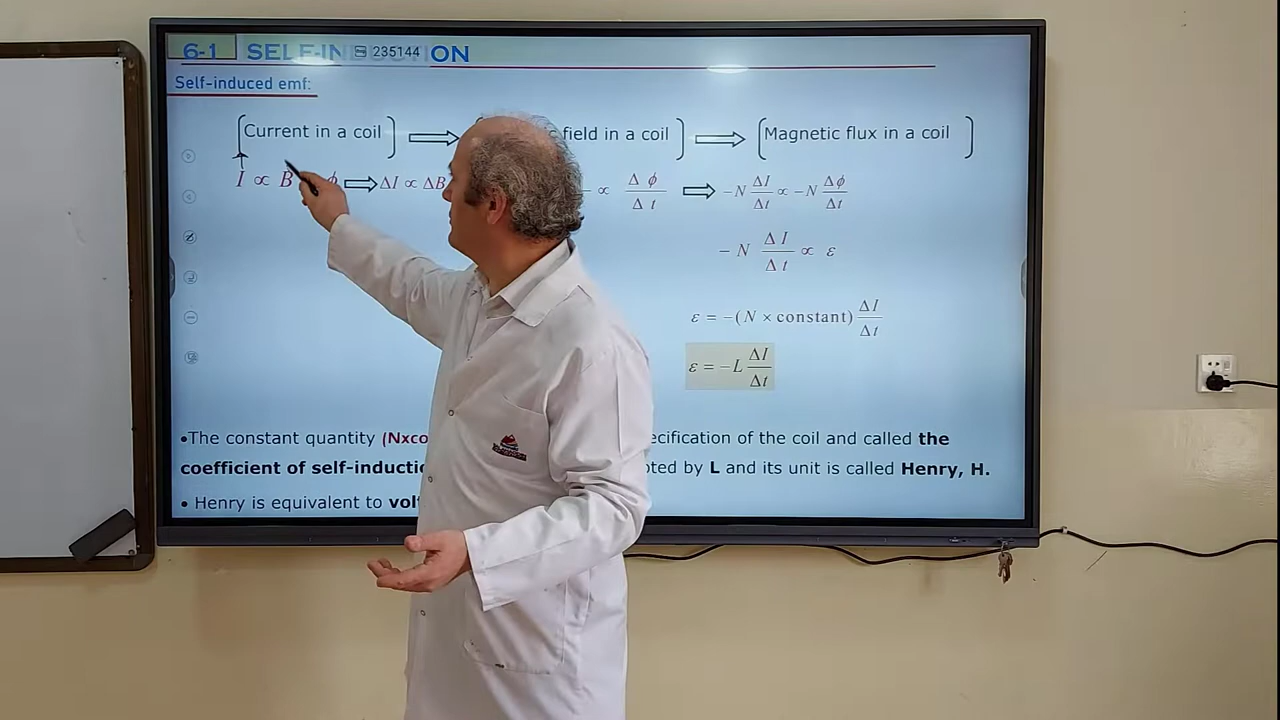 6-1 SELF-IN 235144 ON
Self-induced emf:
Current in a coil ⇒ field in a coil ⇒ Magnetic flux in a coil
I ∝ B ϕ ⇒ ΔI ∝ ΔB ∝ Δϕ/Δt ⇒ -N ΔI/Δt ∝ -N Δϕ/Δt
-N ΔI/Δt ∝ ε
ε = -(N × constant) ΔI/Δt
ε = -L ΔI/Δt
•The constant quantity (Nxco ecification of the coil and called the
coefficient of self-inductio oted by L and its unit is called Henry, H.
• Henry is equivalent to volt